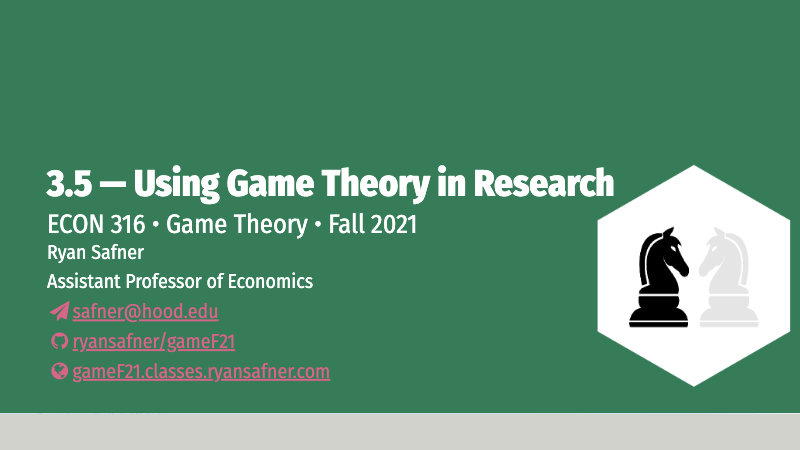 3.5 — Using Game Theory in Research
ECON 316 • Game Theory • Fall 2021
Ryan Safner
Assistant Professor of Economics
safner@hood.edu
ryansafner/gameF21
gameF21.classes.ryansafner.com